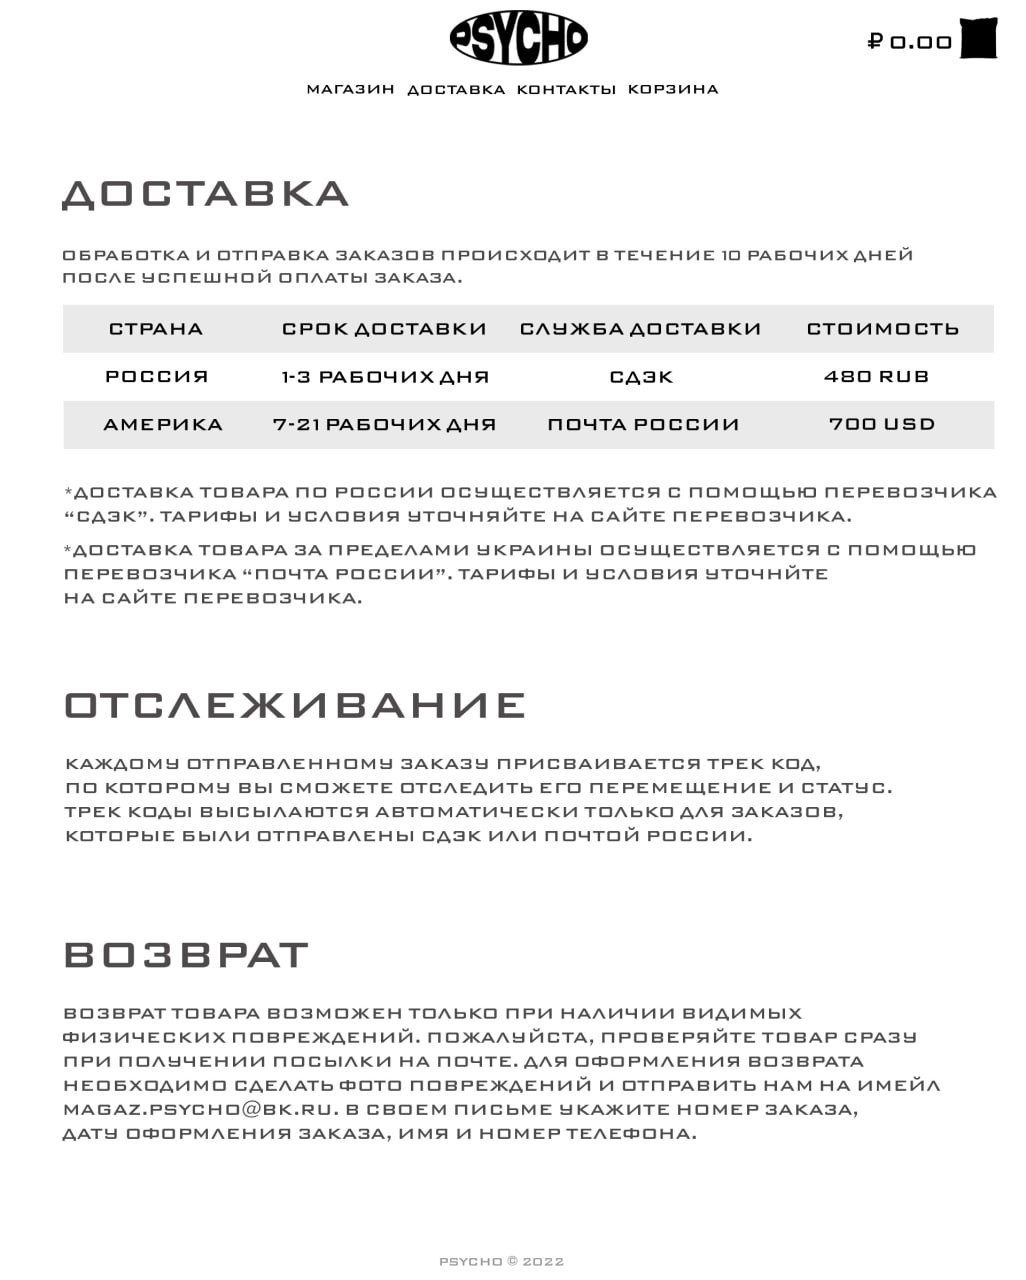 PSYCHO
₽ 0.00
МАГАЗИН ДОСТАВКА КОНТАКТЫ КОРЗИНА
ДОСТАВКА
ОБРАБОТКА И ОТПРАВКА ЗАКАЗОВ ПРОИСХОДИТ В ТЕЧЕНИЕ 10 РАБОЧИХ ДНЕЙ
ПОСЛЕ УСПЕШНОЙ ОПЛАТЫ ЗАКАЗА.
СТРАНА СРОК ДОСТАВКИ СЛУЖБА ДОСТАВКИ СТОИМОСТЬ
РОССИЯ 1-3 РАБОЧИХ ДНЯ СДЭК 480 RUB
АМЕРИКА 7-21 РАБОЧИХ ДНЯ ПОЧТА РОССИИ 700 USD
*ДОСТАВКА ТОВАРА ПО РОССИИ ОСУЩЕСТВЛЯЕТСЯ С ПОМОЩЬЮ ПЕРЕВОЗЧИКА
“СДЭК”. ТАРИФЫ И УСЛОВИЯ УТОЧНЯЙТЕ НА САЙТЕ ПЕРЕВОЗЧИКА.
*ДОСТАВКА ТОВАРА ЗА ПРЕДЕЛАМИ УКРАИНЫ ОСУЩЕСТВЛЯЕТСЯ С ПОМОЩЬЮ
ПЕРЕВОЗЧИКА “ПОЧТА РОССИИ”. ТАРИФЫ И УСЛОВИЯ УТОЧНЙТЕ
НА САЙТЕ ПЕРЕВОЗЧИКА.
ОТСЛЕЖИВАНИЕ
КАЖДОМУ ОТПРАВЛЕННОМУ ЗАКАЗУ ПРИСВАИВАЕТСЯ ТРЕК КОД,
ПО КОТОРОМУ ВЫ СМОЖЕТЕ ОТСЛЕДИТЬ ЕГО ПЕРЕМЕЩЕНИЕ И СТАТУС.
ТРЕК КОДЫ ВЫСЫЛАЮТСЯ АВТОМАТИЧЕСКИ ТОЛЬКО ДЛЯ ЗАКАЗОВ,
КОТОРЫЕ БЫЛИ ОТПРАВЛЕНЫ СДЭК ИЛИ ПОЧТОЙ РОССИИ.
ВОЗВРАТ
ВОЗВРАТ ТОВАРА ВОЗМОЖЕН ТОЛЬКО ПРИ НАЛИЧИИ ВИДИМЫХ
ФИЗИЧЕСКИХ ПОВРЕЖДЕНИЙ. ПОЖАЛУЙСТА, ПРОВЕРЯЙТЕ ТОВАР СРАЗУ
ПРИ ПОЛУЧЕНИИ ПОСЫЛКИ НА ПОЧТЕ. ДЛЯ ОФОРМЛЕНИЯ ВОЗВРАТА
НЕОБХОДИМО СДЕЛАТЬ ФОТО ПОВРЕЖДЕНИЙ И ОТПРАВИТЬ НАМ НА ИМЕЙЛ
MAGAZ.PSYCHO@BK.RU. В СВОЕМ ПИСЬМЕ УКАЖИТЕ НОМЕР ЗАКАЗА,
ДАТУ ОФОРМЛЕНИЯ ЗАКАЗА, ИМЯ И НОМЕР ТЕЛЕФОНА.
PSYCHO © 2022